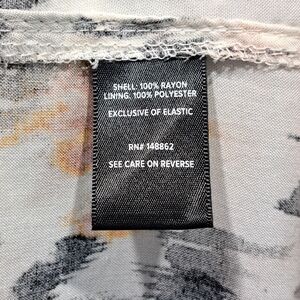 SHELL: 100% RAYON
LINING: 100% POLYESTER
EXCLUSIVE OF ELASTIC
RN# 148862
SEE CARE ON REVERSE